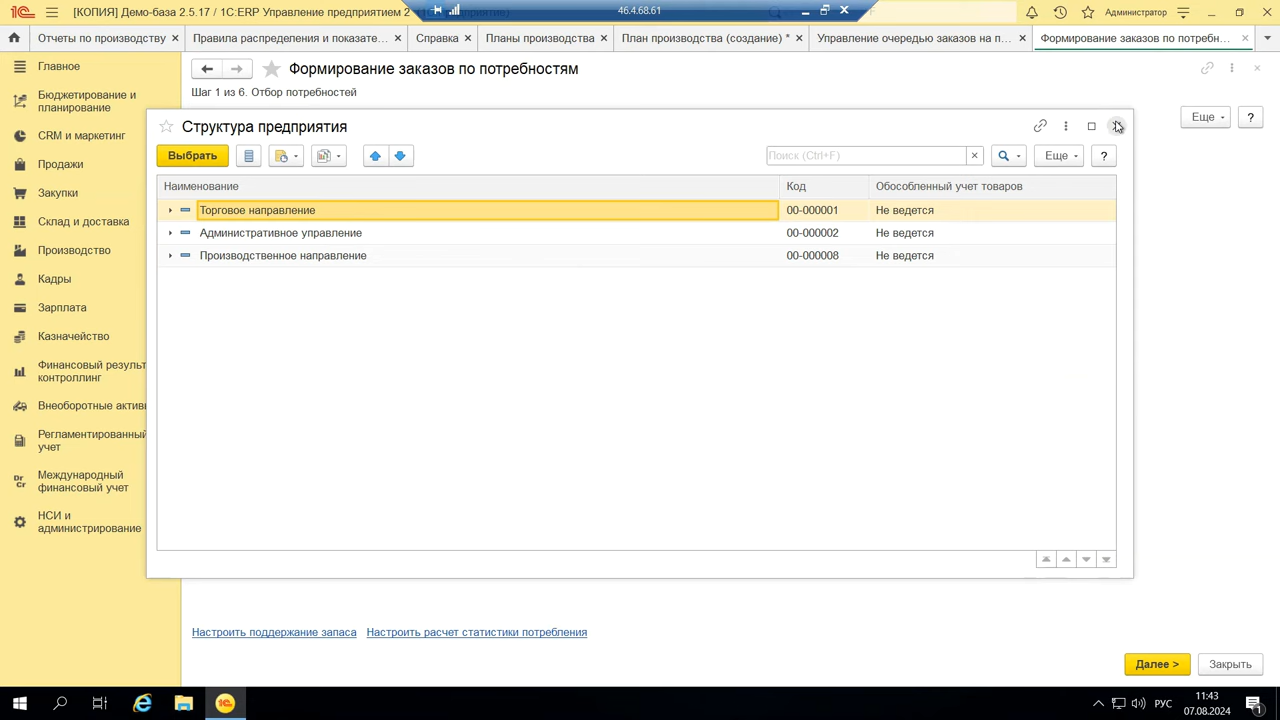 [КОПИЯ] Демо-база 2.5.17 / 1С:ERP Управление предприятием 2
46.4.68.61
Администратор
Отчеты по производству
Правила распределения и показате...
Справка
Планы производства
План производства (создание) *
Управление очередью заказов на п...
Формирование заказов по потребн...
Главное
Бюджетирование и
планирование
CRM и маркетинг
Продажи
Закупки
Склад и доставка
Производство
Кадры
Зарплата
Казначейство
Финансовый результ
контроллинг
Внеоборотные актив
Регламентированный
учет
Международный
финансовый учет
НСИ и
администрирование
Формирование заказов по потребностям
Шаг 1 из 6. Отбор потребностей
Еще
?
Структура предприятия
Выбрать
Поиск (Ctrl+F)
Еще
?
Наименование Код Обособленный учет товаров
Торговое направление 00-000001 Не ведется
Административное управление 00-000002 Не ведется
Производственное направление 00-000008 Не ведется
Настроить поддержание запаса Настроить расчет статистики потребления
Далее > Закрыть
РУС
11:43
07.08.2024
1